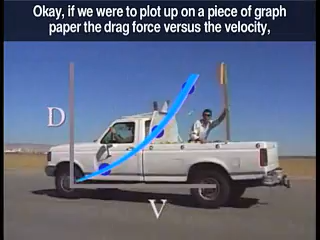 Okay, if we were to plot up on a piece of graph
paper the drag force versus the velocity,
D
V